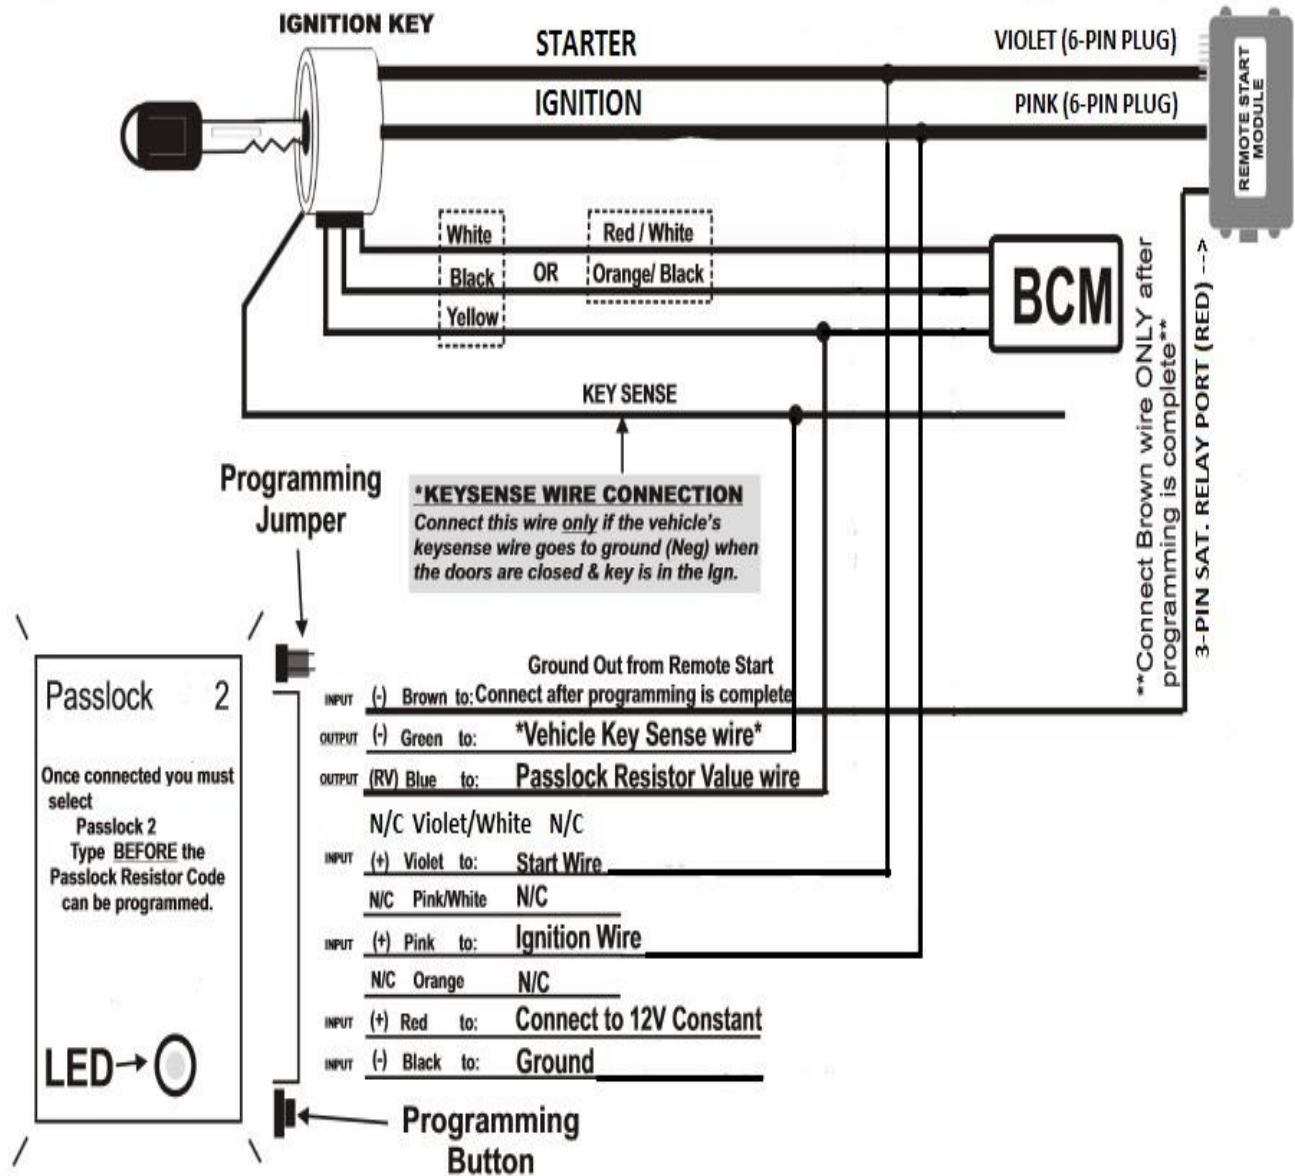 IGNITION KEY
STARTER
VIOLET (6-PIN PLUG)
IGNITION
PINK (6-PIN PLUG)
REMOTE START
MODULE
White
Red / White
Black
OR
Orange/ Black
Yellow
BCM
KEY SENSE
**Connect Brown wire ONLY after
programming is complete**
3-PIN SAT. RELAY PORT (RED) -->
Programming
Jumper
*KEYSENSE WIRE CONNECTION
Connect this wire only if the vehicle's
keysense wire goes to ground (Neg) when
the doors are closed & key is in the Ign.
Passlock 2
Once connected you must
select
Passlock 2
Type BEFORE the
Passlock Resistor Code
can be programmed.
LED
Ground Out from Remote Start
INPUT (-) Brown to: Connect after programming is complete
OUTPUT (-) Green to: *Vehicle Key Sense wire*
OUTPUT (RV) Blue to: Passlock Resistor Value wire
N/C Violet/White N/C
INPUT (+) Violet to: Start Wire
N/C Pink/White N/C
INPUT (+) Pink to: Ignition Wire
N/C Orange N/C
INPUT (+) Red to: Connect to 12V Constant
INPUT (-) Black to: Ground
Programming
Button